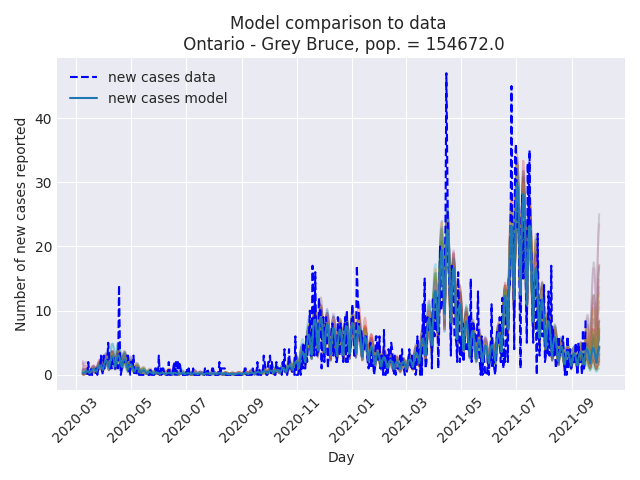 Model comparison to data
Ontario - Grey Bruce, pop. = 154672.0
new cases data
new cases model
Number of new cases reported
40
30
20
10
0
2020-03
2020-05
2020-07
2020-09
2020-11
2021-01
2021-03
2021-05
2021-07
2021-09
Day